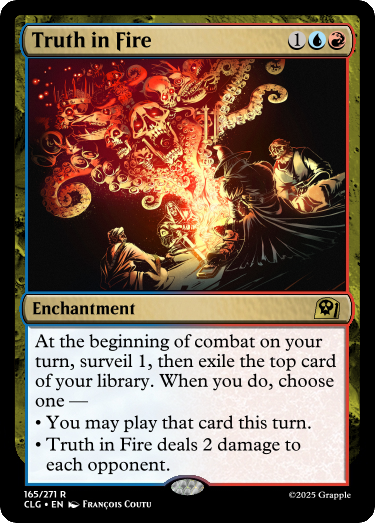 Truth in Fire 1
Enchantment
At the beginning of combat on your
turn, surveil 1, then exile the top card
of your library. When you do, choose
one —
• You may play that card this turn.
• Truth in Fire deals 2 damage to
each opponent.
165/271 R
CLG • EN François Coutu
©2025 Grapple